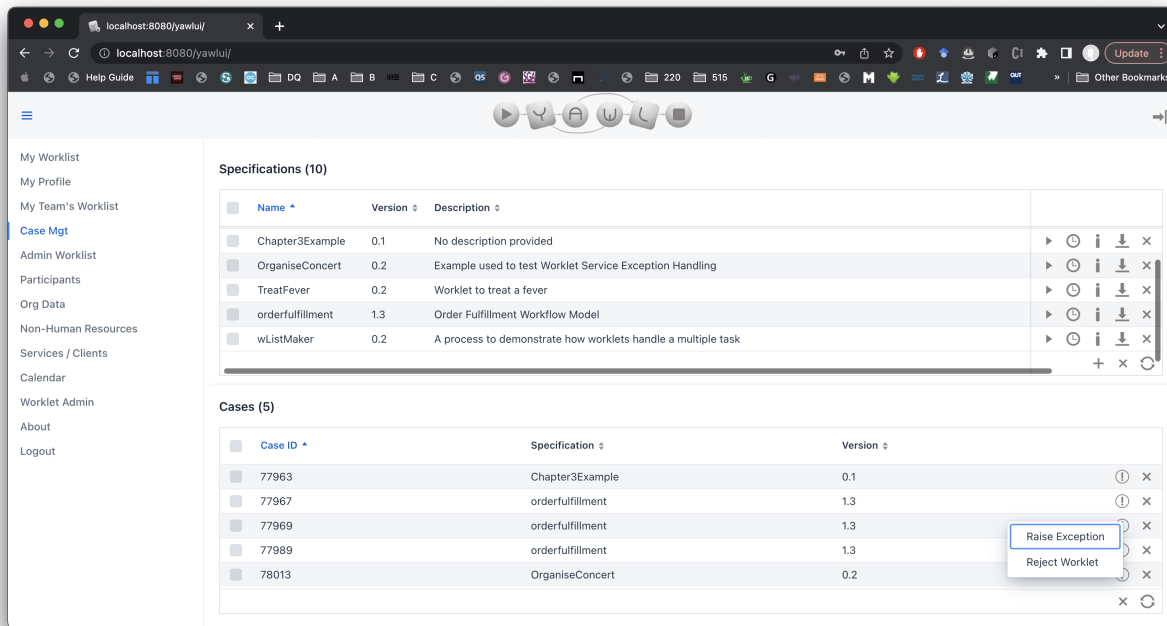 localhost:8080/yawlui/
localhost:8080/yawlui/
Update
Help Guide
DQ
A
B
C
OS
220
515
G
M
QUT
»
Other Bookmarks
YAWL
My Worklist
My Profile
My Team's Worklist
Case Mgt
Admin Worklist
Participants
Org Data
Non-Human Resources
Services / Clients
Calendar
Worklet Admin
About
Logout
Specifications (10)
Name Version Description
Chapter3Example 0.1 No description provided
OrganiseConcert 0.2 Example used to test Worklet Service Exception Handling
TreatFever 0.2 Worklet to treat a fever
orderfulfillment 1.3 Order Fulfillment Workflow Model
wListMaker 0.2 A process to demonstrate how worklets handle a multiple task
Cases (5)
Case ID Specification Version
77963 Chapter3Example 0.1
77967 orderfulfillment 1.3
77969 orderfulfillment 1.3
77989 orderfulfillment 1.3
78013 OrganiseConcert 0.2
Raise Exception
Reject Worklet